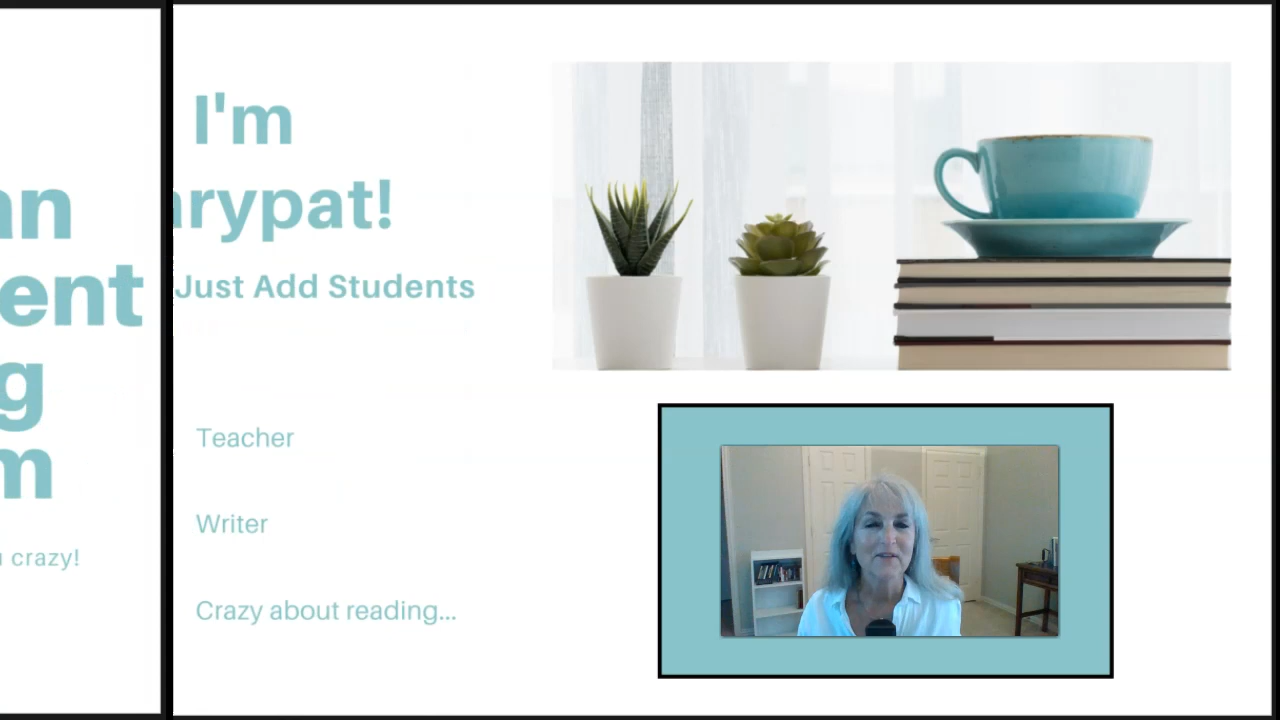 an
ent
g
m
crazy!
I'm
arypat!
Just Add Students
Teacher
Writer
Crazy about reading...